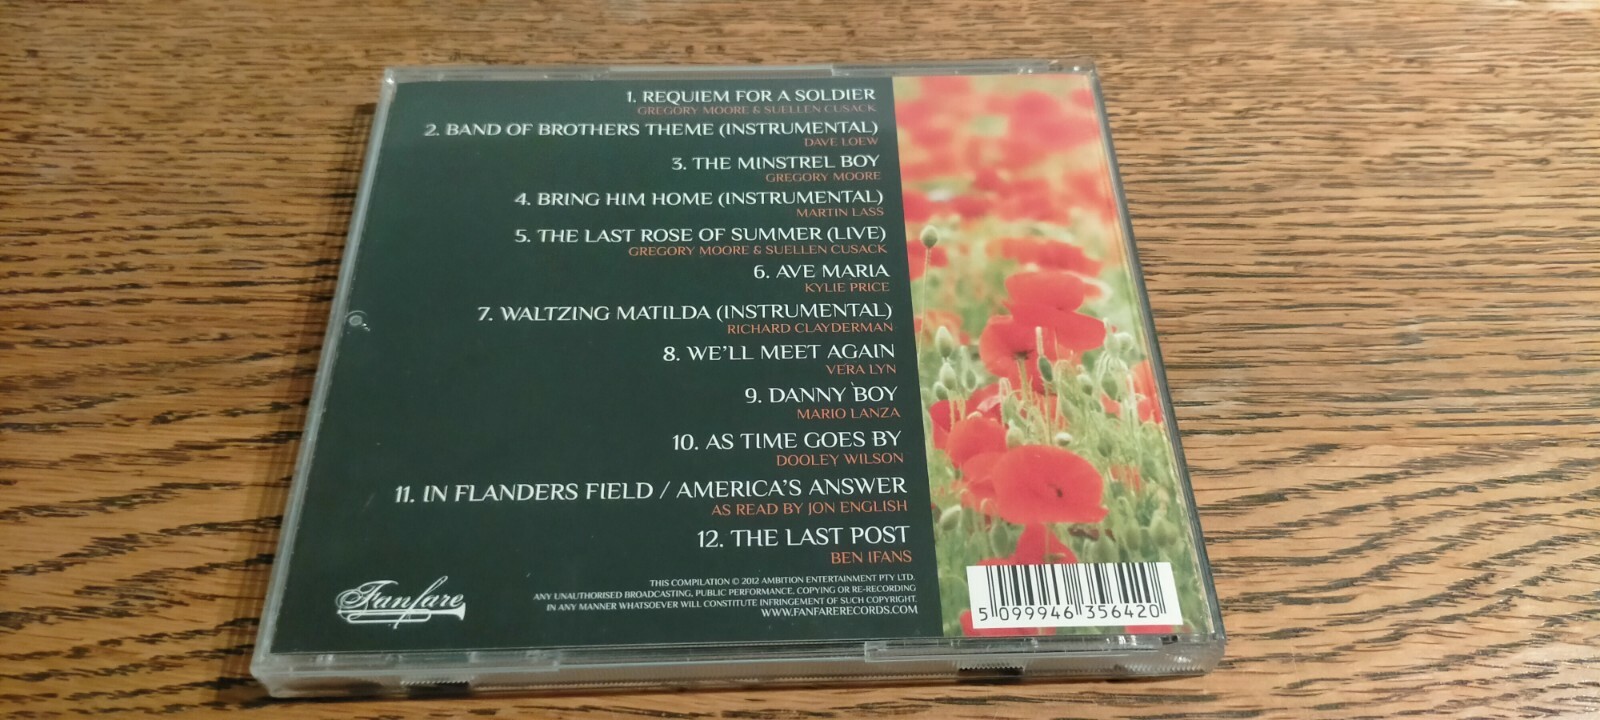 1. REQUIEM FOR A SOLDIER
GREGORY MOORE & SUELLEN CUSACK
2. BAND OF BROTHERS THEME (INSTRUMENTAL)
DAVE LOEW
3. THE MINSTREL BOY
GREGORY MOORE
4. BRING HIM HOME (INSTRUMENTAL)
MARTIN LASS
5. THE LAST ROSE OF SUMMER (LIVE)
GREGORY MOORE & SUELLEN CUSACK
6. AVE MARIA
KYLIE PRICE
7. WALTZING MATILDA (INSTRUMENTAL)
RICHARD CLAYDERMAN
8. WE'LL MEET AGAIN
VERA LYN
9. DANNY BOY
MARIO LANZA
10. AS TIME GOES BY
DOOLEY WILSON
11. IN FLANDERS FIELD / AMERICA'S ANSWER
AS READ BY JON ENGLISH
12. THE LAST POST
BEN IFANS
Fanfare
THIS COMPILATION © 2012 AMBITION ENTERTAINMENT PTY LTD.
ANY UNAUTHORISED BROADCASTING, PUBLIC PERFORMANCE, COPYING OR RE-RECORDING
IN ANY MANNER WHATSOEVER WILL CONSTITUTE INFRINGEMENT OF SUCH COPYRIGHT.
WWW.FANFARERECORDS.COM
5 099946 356420